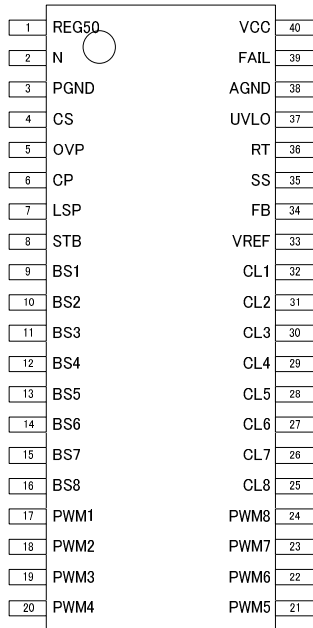 1 REG50 VCC 40
2 N FAIL 39
3 PGND AGND 38
4 CS UVLO 37
5 OVP RT 36
6 CP SS 35
7 LSP FB 34
8 STB VREF 33
9 BS1 CL1 32
10 BS2 CL2 31
11 BS3 CL3 30
12 BS4 CL4 29
13 BS5 CL5 28
14 BS6 CL6 27
15 BS7 CL7 26
16 BS8 CL8 25
17 PWM1 PWM8 24
18 PWM2 PWM7 23
19 PWM3 PWM6 22
20 PWM4 PWM5 21